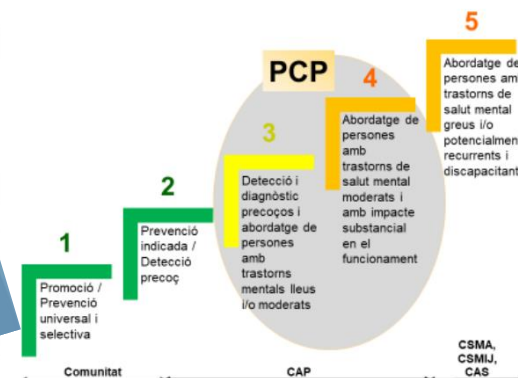 5
Abordatge de
persones amb
trastorns de
salut mental
greus i/o
potencialment
recurrents i
discapacitant
PCP
4
Abordatge de
persones
amb
trastorns de
salut mental
moderats i
amb impacte
substancial
en el
funcionament
3
Detecció i
diagnòstic
precoços i
abordatge de
persones
amb
trastorns
mentals lleus
i/o moderats
2
Prevenció
indicada /
Detecció
precoç
1
Promoció /
Prevenció
universal i
selectiva
Comunitat
CAP
CSMA,
CSMIJ,
CAS